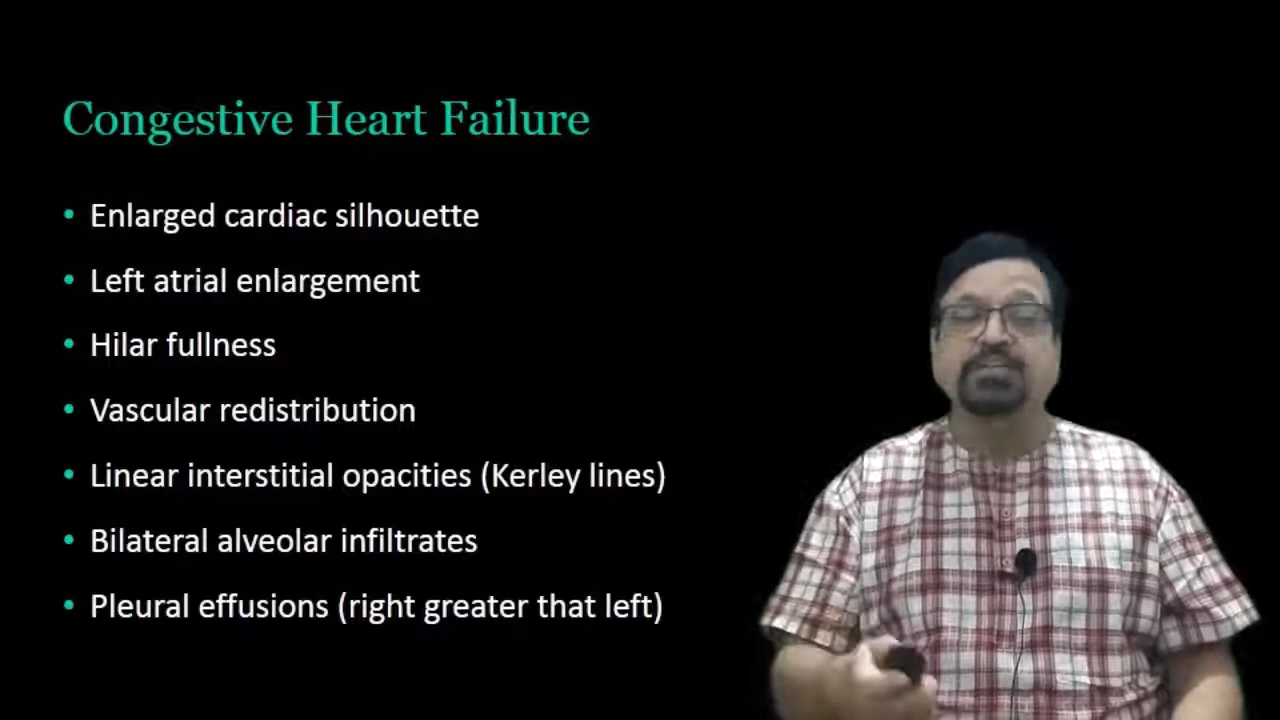 Congestive Heart Failure
• Enlarged cardiac silhouette
• Left atrial enlargement
• Hilar fullness
• Vascular redistribution
• Linear interstitial opacities (Kerley lines)
• Bilateral alveolar infiltrates
• Pleural effusions (right greater that left)